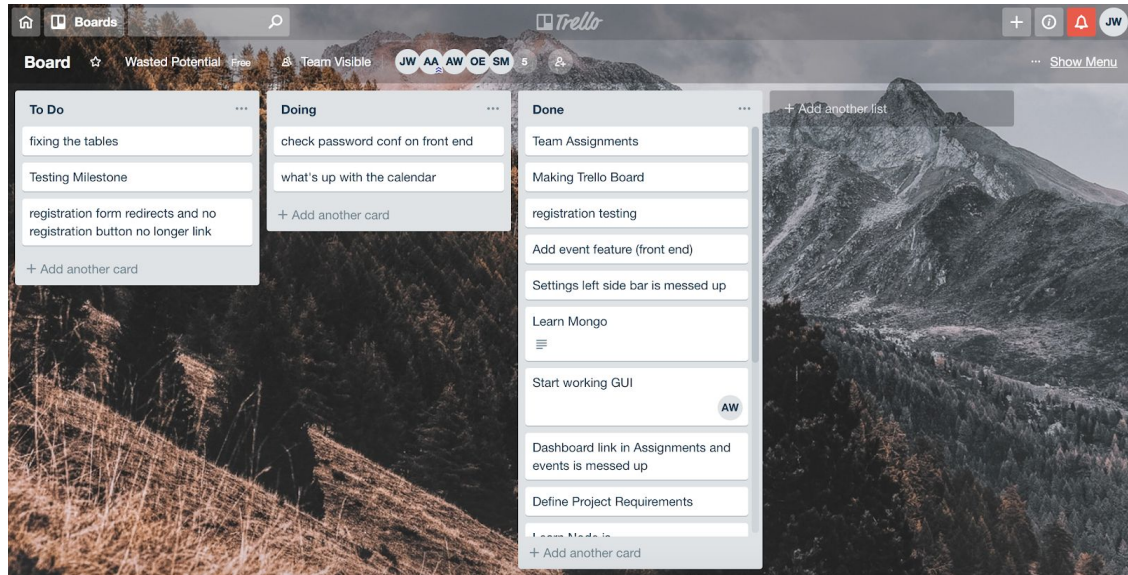 Boards
Trello
JW
Board
Wasted Potential
Free
Team Visible
JW AA AW OE SM 5
Show Menu
To Do
fixing the tables
Testing Milestone
registration form redirects and no
registration button no longer link
+ Add another card
Doing
check password conf on front end
what's up with the calendar
+ Add another card
Done
Team Assignments
Making Trello Board
registration testing
Add event feature (front end)
Settings left side bar is messed up
Learn Mongo
Start working GUI
AW
Dashboard link in Assignments and
events is messed up
Define Project Requirements
+ Add another card
+ Add another list